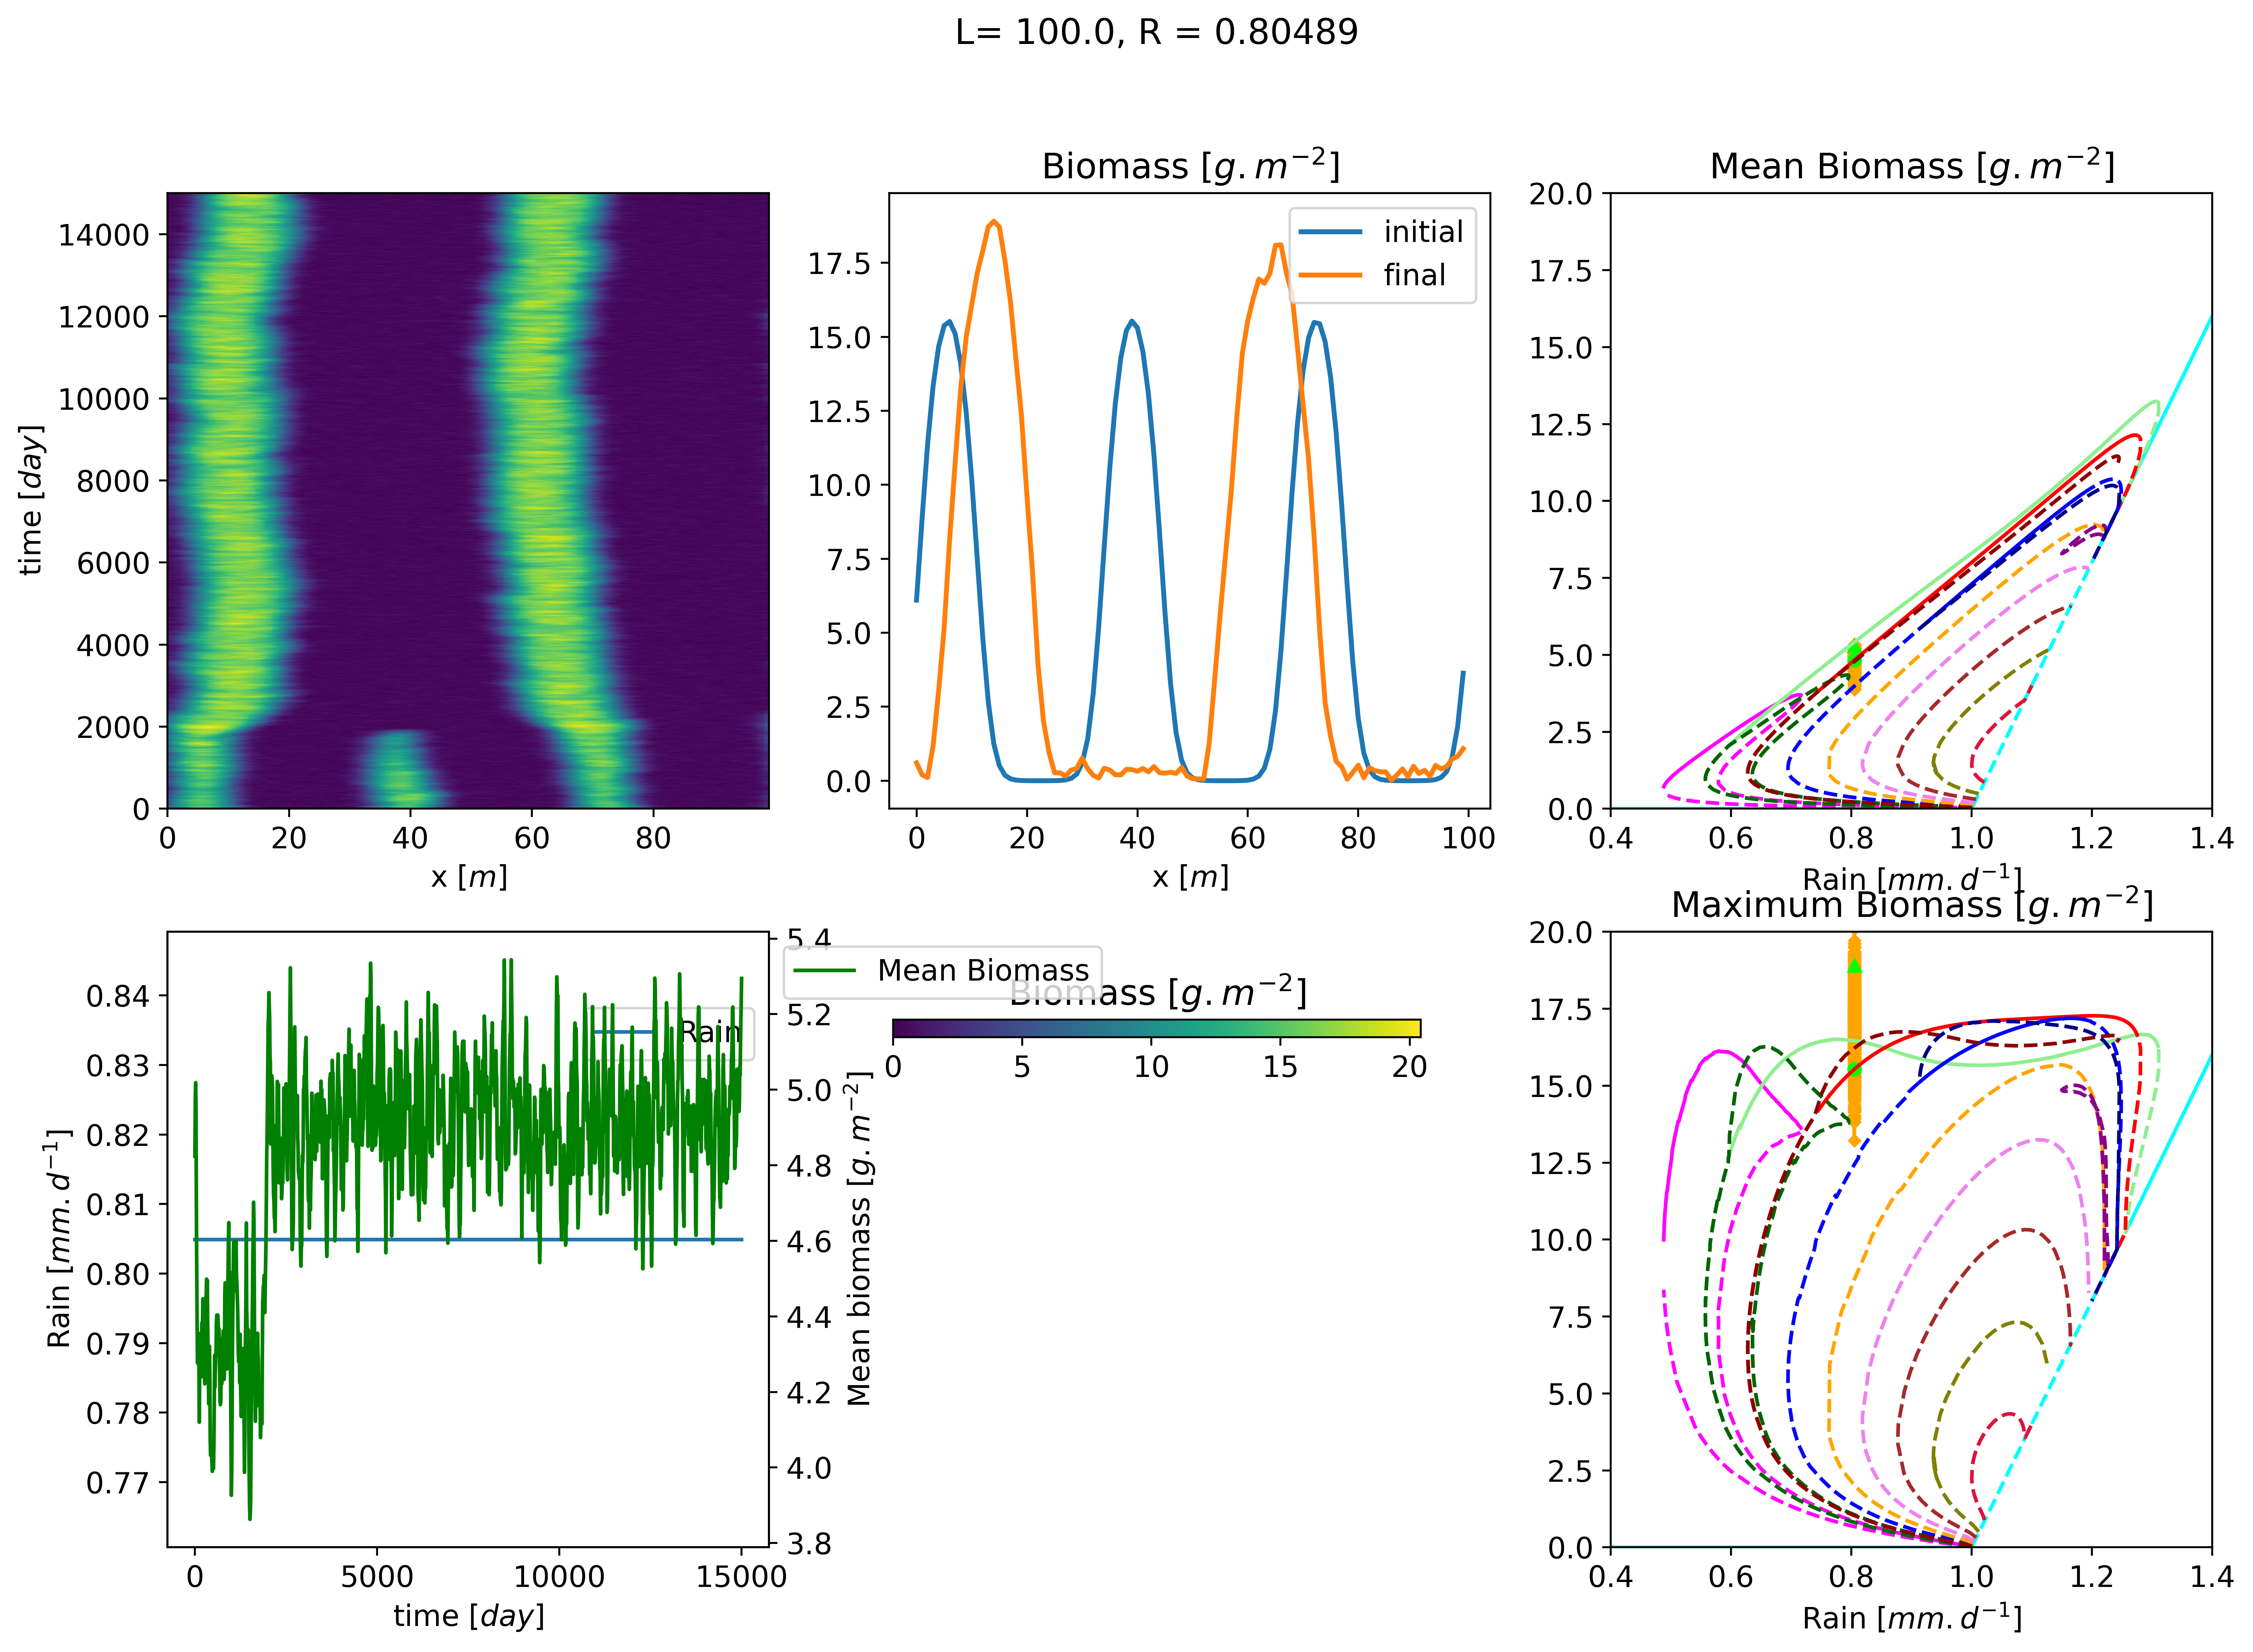 L= 100.0, R = 0.80489
Biomass [g.m⁻²]
Mean Biomass [g.m⁻²]
time [day]
14000
12000
10000
8000
6000
4000
2000
0
0 20 40 60 80
x [m]
initial
final
17.5
15.0
12.5
10.0
7.5
5.0
2.5
0.0
0 20 40 60 80 100
x [m]
20.0
17.5
15.0
12.5
10.0
7.5
5.0
2.5
0.0
0.4 0.6 0.8 1.0 1.2 1.4
Rain [mm.d⁻¹]
Rain [mm.d⁻¹]
0.84
0.83
0.82
0.81
0.80
0.79
0.78
0.77
Rain
0 5000 10000 15000
time [day]
5.4
5.2
5.0
4.8
4.6
4.4
4.2
4.0
3.8
Mean biomass [g.m⁻²]
Mean Biomass
Biomass [g.m⁻²]
0 5 10 15 20
Maximum Biomass [g.m⁻²]
20.0
17.5
15.0
12.5
10.0
7.5
5.0
2.5
0.0
0.4 0.6 0.8 1.0 1.2 1.4
Rain [mm.d⁻¹]